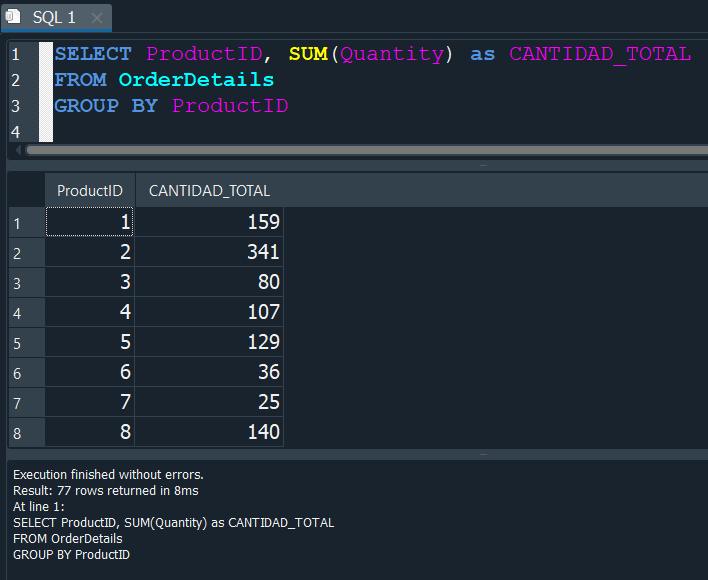 SQL 1
1 SELECT ProductID, SUM(Quantity) as CANTIDAD_TOTAL
2 FROM OrderDetails
3 GROUP BY ProductID
4
ProductID CANTIDAD_TOTAL
1 1 159
2 2 341
3 3 80
4 4 107
5 5 129
6 6 36
7 7 25
8 8 140
Execution finished without errors.
Result: 77 rows returned in 8ms
At line 1:
SELECT ProductID, SUM(Quantity) as CANTIDAD_TOTAL
FROM OrderDetails
GROUP BY ProductID